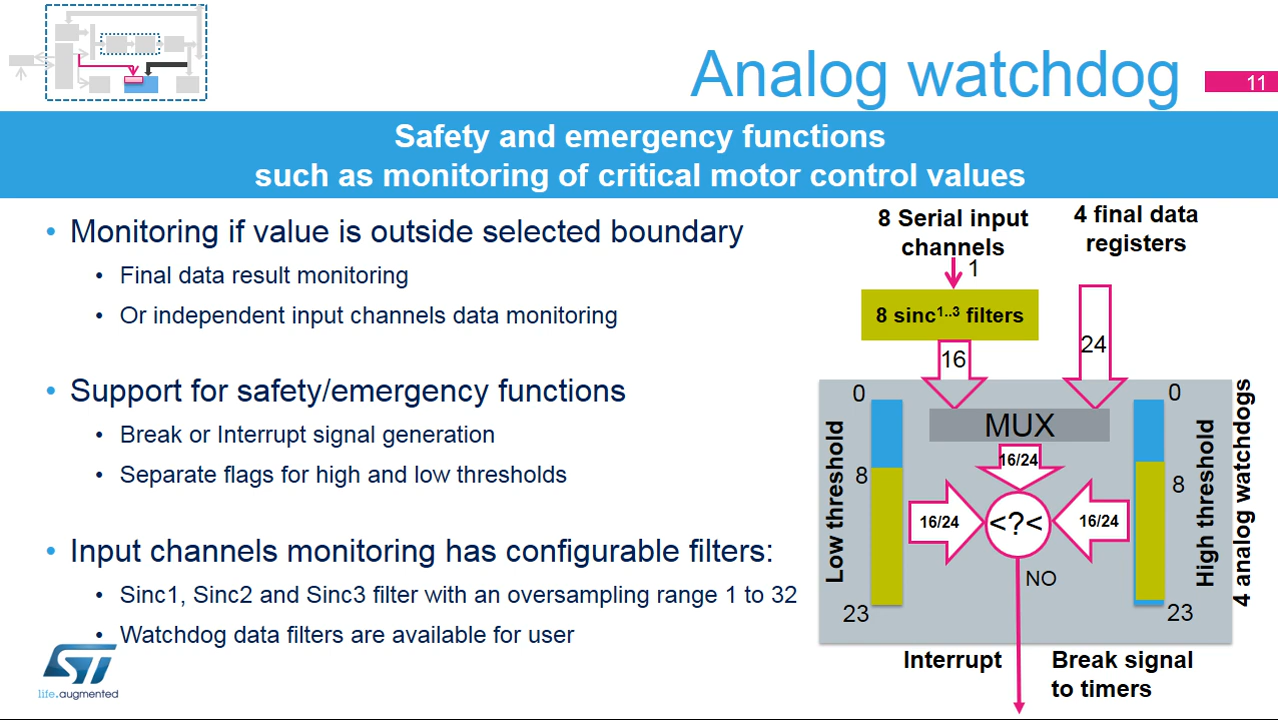 Analog watchdog
11
Safety and emergency functions
such as monitoring of critical motor control values
• Monitoring if value is outside selected boundary
• Final data result monitoring
• Or independent input channels data monitoring
• Support for safety/emergency functions
• Break or Interrupt signal generation
• Separate flags for high and low thresholds
• Input channels monitoring has configurable filters:
• Sinc1, Sinc2 and Sinc3 filter with an oversampling range 1 to 32
• Watchdog data filters are available for user
ST
life.augmented
8 Serial input
channels
4 final data
registers
1
8 sinc1..3 filters
16
24
0
0
MUX
16/24
8
8
16/24
<?<
16/24
Low threshold
High threshold
4 analog watchdogs
NO
23
23
Interrupt
Break signal
to timers